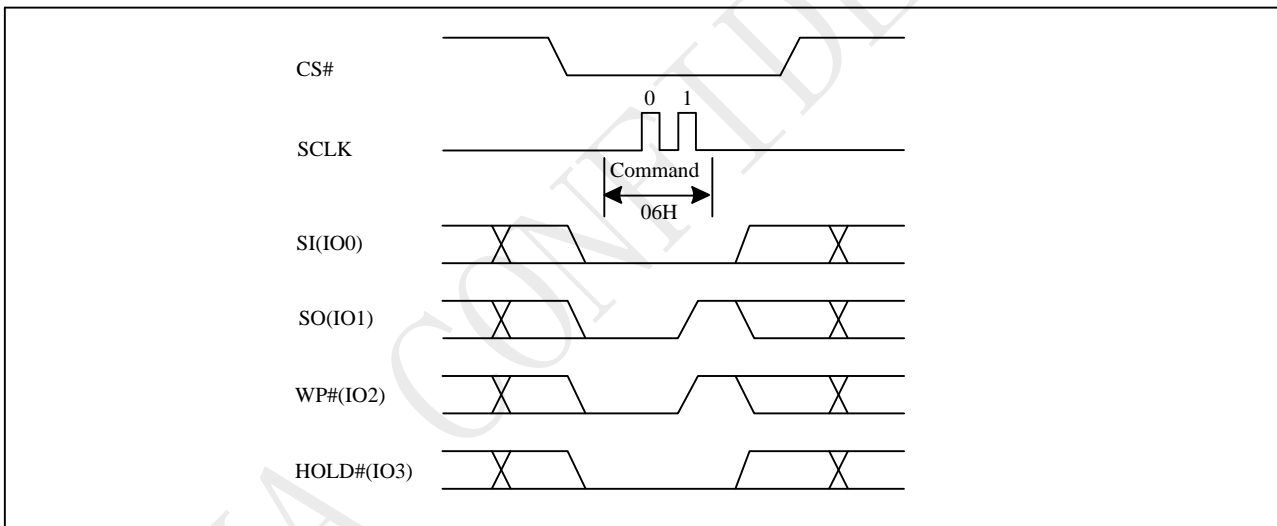 CS#
0 1
SCLK
Command
06H
SI(IO0)
SO(IO1)
WP#(IO2)
HOLD#(IO3)